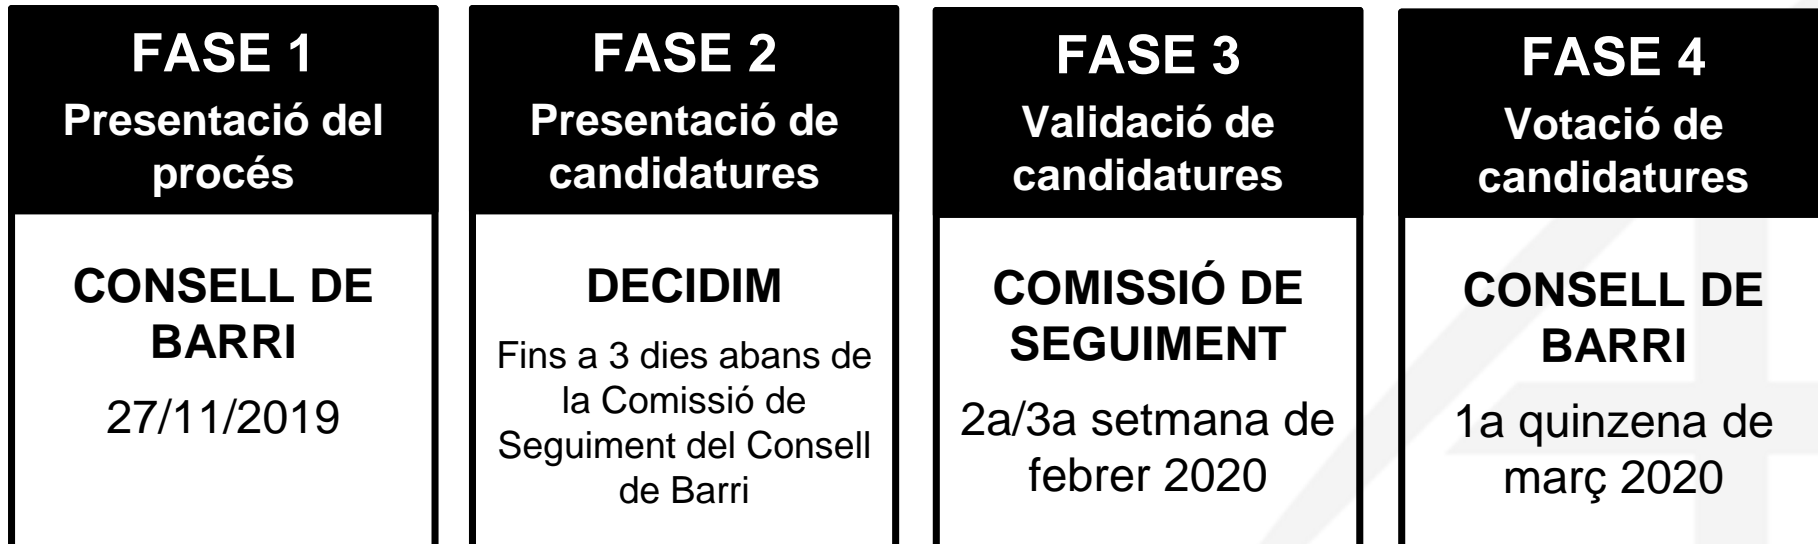 FASE 1
Presentació del
procés
CONSELL DE
BARRI
27/11/2019
FASE 2
Presentació de
candidatures
DECIDIM
Fins a 3 dies abans de
la Comissió de
Seguiment del Consell
de Barri
FASE 3
Validació de
candidatures
COMISSIÓ DE
SEGUIMENT
2a/3a setmana de
febrer 2020
FASE 4
Votació de
candidatures
CONSELL DE
BARRI
1a quinzena de
març 2020